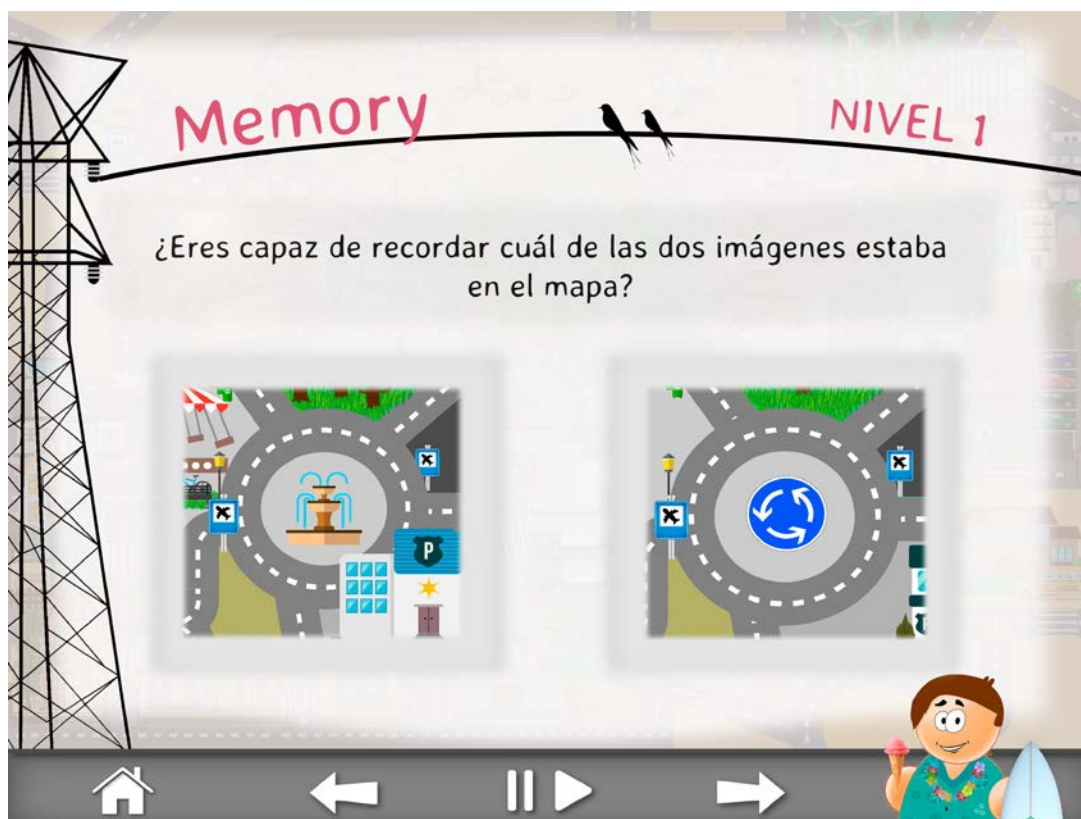 Memory
NIVEL 1
¿Eres capaz de recordar cuál de las dos imágenes estaba
en el mapa?
P